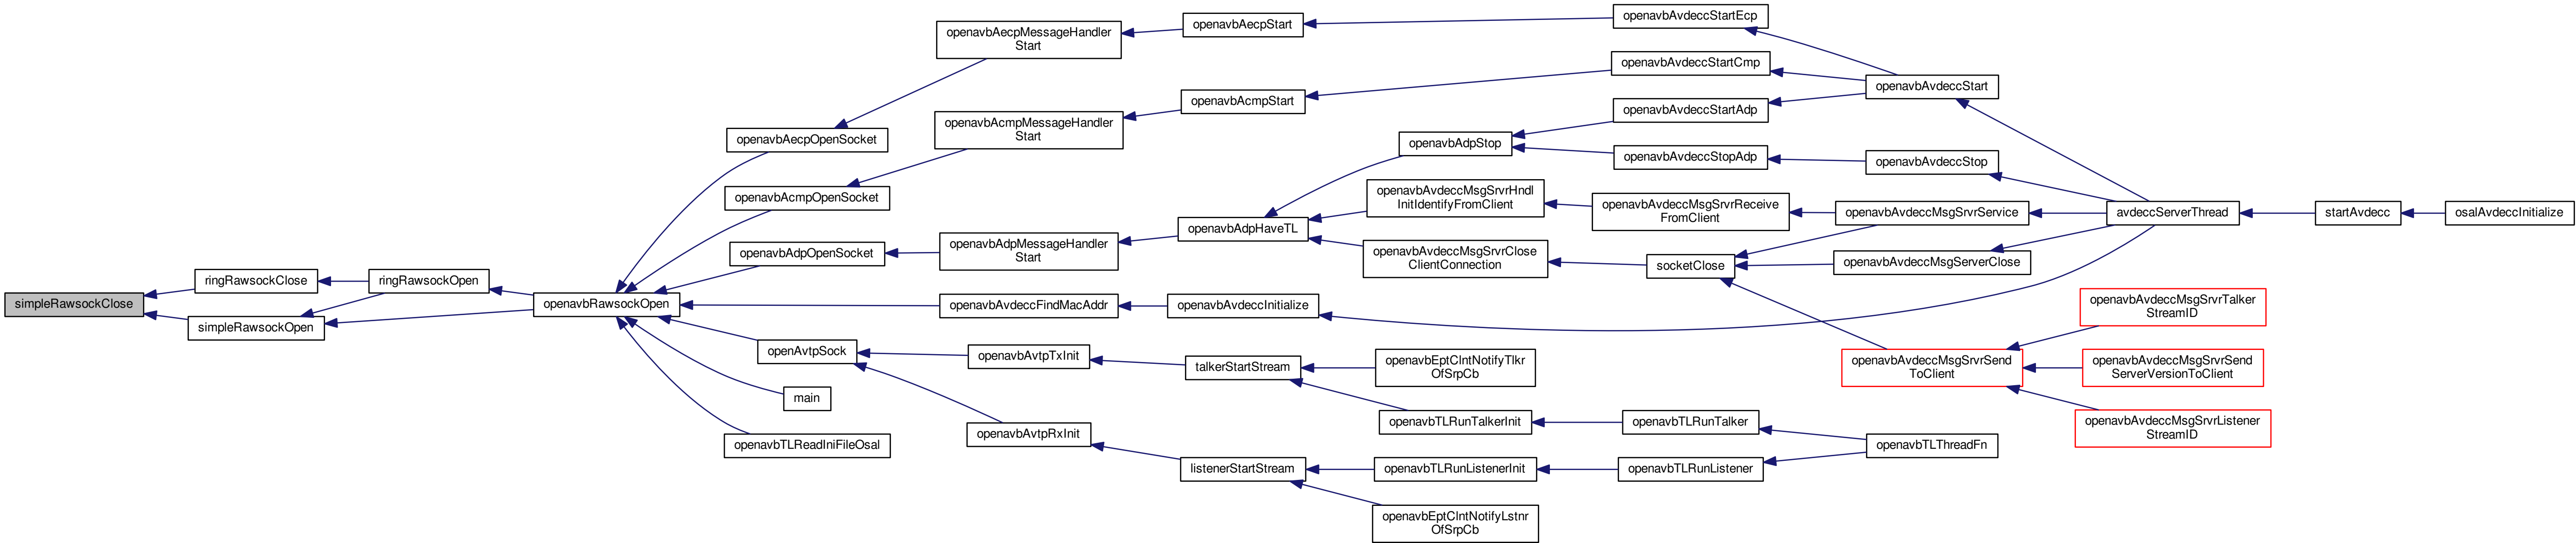 simpleRawsockClose
ringRawsockClose
simpleRawsockOpen
ringRawsockOpen
openavbRawsockOpen
openavbAecpOpenSocket
openavbAcmpOpenSocket
openavbAdpOpenSocket
openavbAvdeccFindMacAddr
openAvtpSock
main
openavbTLReadIniFileOsal
openavbAecpMessageHandler
Start
openavbAcmpMessageHandler
Start
openavbAdpMessageHandler
Start
openavbAvdeccInitialize
openavbAvtpTxInit
openavbAvtpRxInit
openavbAecpStart
openavbAcmpStart
openavbAdpHaveTL
talkerStartStream
listenerStartStream
openavbAdpStop
openavbAvdeccMsgSrvrHndl
InitIdentifyFromClient
openavbAvdeccMsgSrvrClose
ClientConnection
openavbEptClntNotifyTlkr
OfSrpCb
openavbTLRunTalkerInit
openavbTLRunListenerInit
openavbEptClntNotifyLstnr
OfSrpCb
openavbAvdeccStartEcp
openavbAvdeccStartCmp
openavbAvdeccStartAdp
openavbAvdeccStopAdp
openavbAvdeccMsgSrvrReceive
FromClient
socketClose
openavbTLRunTalker
openavbTLRunListener
openavbAvdeccStart
openavbAvdeccStop
openavbAvdeccMsgSrvrService
openavbAvdeccMsgServerClose
openavbAvdeccMsgSrvrSend
ToClient
openavbTLThreadFn
avdeccServerThread
openavbAvdeccMsgSrvrTalker
StreamID
openavbAvdeccMsgSrvrSend
ServerVersionToClient
openavbAvdeccMsgSrvrListener
StreamID
startAvdecc
osalAvdeccInitialize